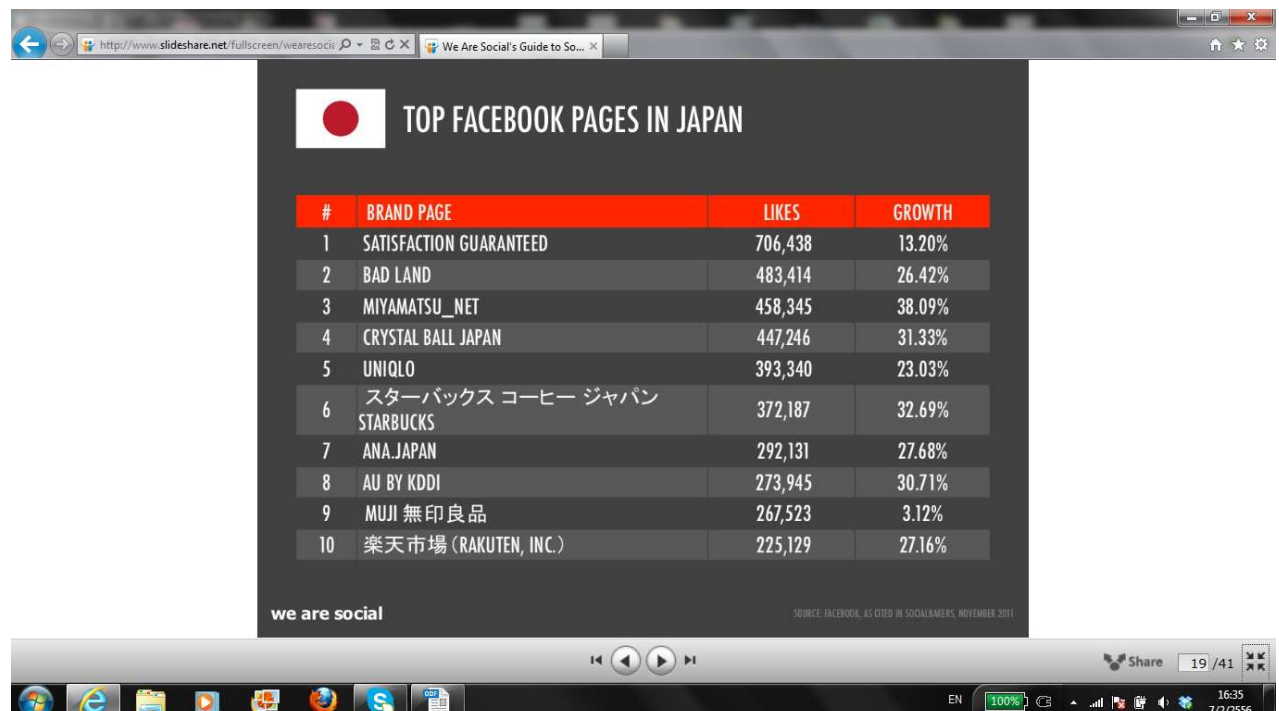 http://www.slideshare.net/fullscreen/wearesocia
We Are Social's Guide to So...
TOP FACEBOOK PAGES IN JAPAN
# BRAND PAGE LIKES GROWTH
1 SATISFACTION GUARANTEED 706,438 13.20%
2 BAD LAND 483,414 26.42%
3 MIYAMATSU_NET 458,345 38.09%
4 CRYSTAL BALL JAPAN 447,246 31.33%
5 UNIQLO 393,340 23.03%
6 スターバックス コーヒー ジャパン
STARBUCKS 372,187 32.69%
7 ANA.JAPAN 292,131 27.68%
8 AU BY KDDI 273,945 30.71%
9 MUJI 無印良品 267,523 3.12%
10 楽天市場（RAKUTEN, INC.） 225,129 27.16%
we are social
SOURCE: FACEBOOK, AS CITED IN SOCIALBAKERS, NOVEMBER 2011
Share 19 /41
EN 100% 16:35
7/2/2556